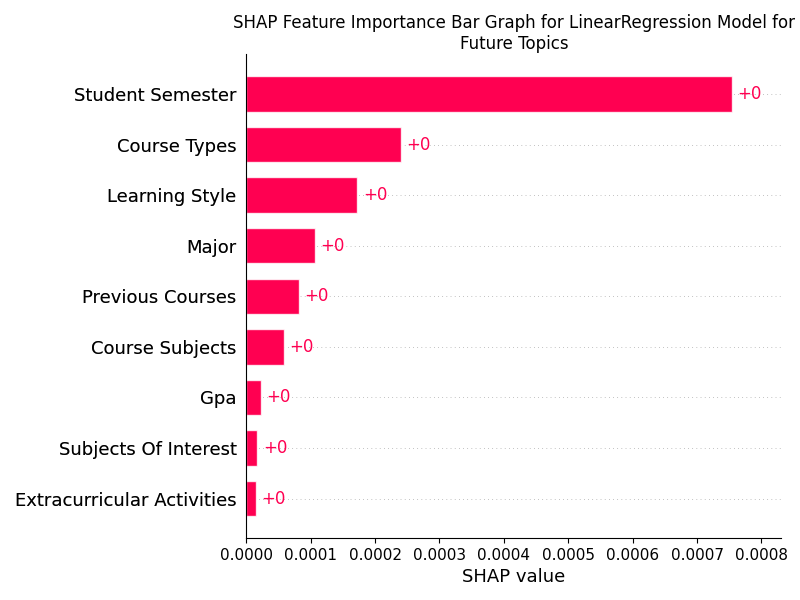 SHAP Feature Importance Bar Graph for LinearRegression Model for
Future Topics
Student Semester
+0
Course Types
+0
Learning Style
+0
Major
+0
Previous Courses
+0
Course Subjects
+0
Gpa
+0
Subjects Of Interest
+0
Extracurricular Activities
+0
0.0000 0.0001 0.0002 0.0003 0.0004 0.0005 0.0006 0.0007 0.0008
SHAP value